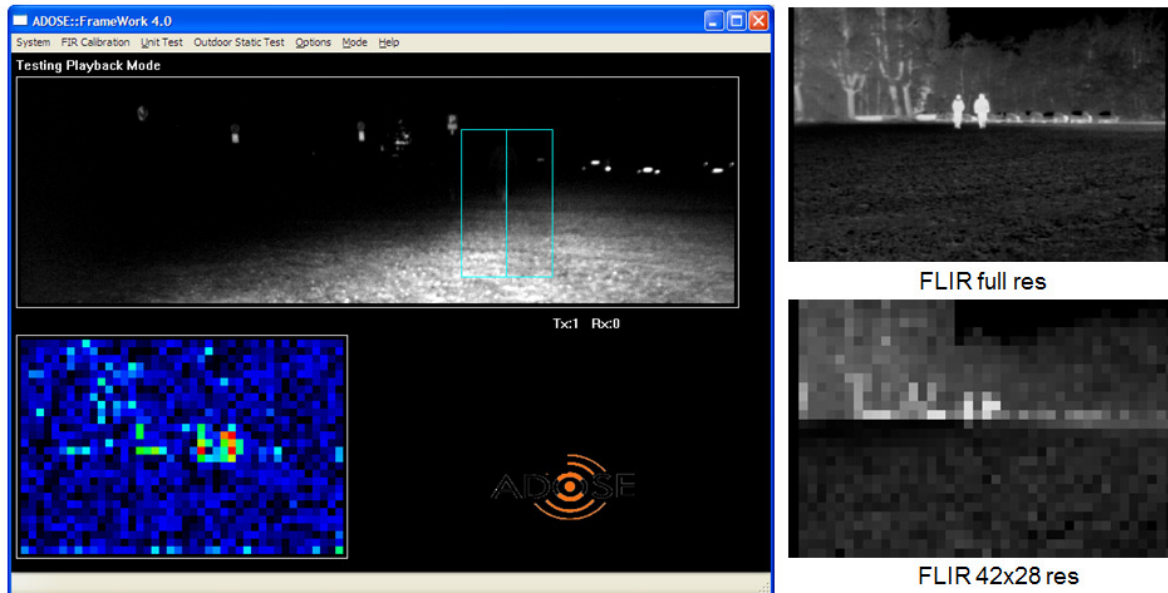 ADOSE::FrameWork 4.0
System FIR Calibration Unit Test Outdoor Static Test Options Mode Help
Testing Playback Mode
Tx:1 Rx:0
ADOSE
FLIR full res
FLIR 42x28 res